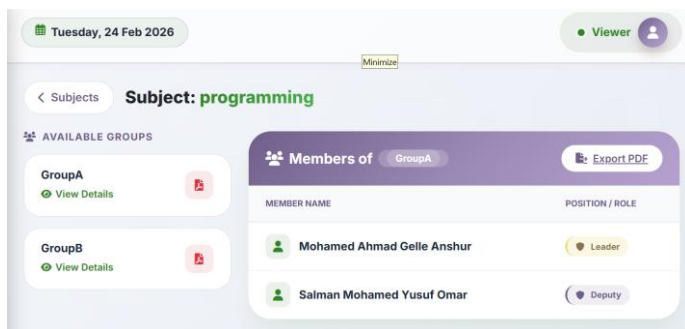 Tuesday, 24 Feb 2026
Viewer
Minimize
Subjects
Subject: programming
AVAILABLE GROUPS
GroupA
View Details
GroupB
View Details
Members of GroupA
Export PDF
MEMBER NAME POSITION / ROLE
Mohamed Ahmad Gelle Anshur Leader
Salman Mohamed Yusuf Omar Deputy